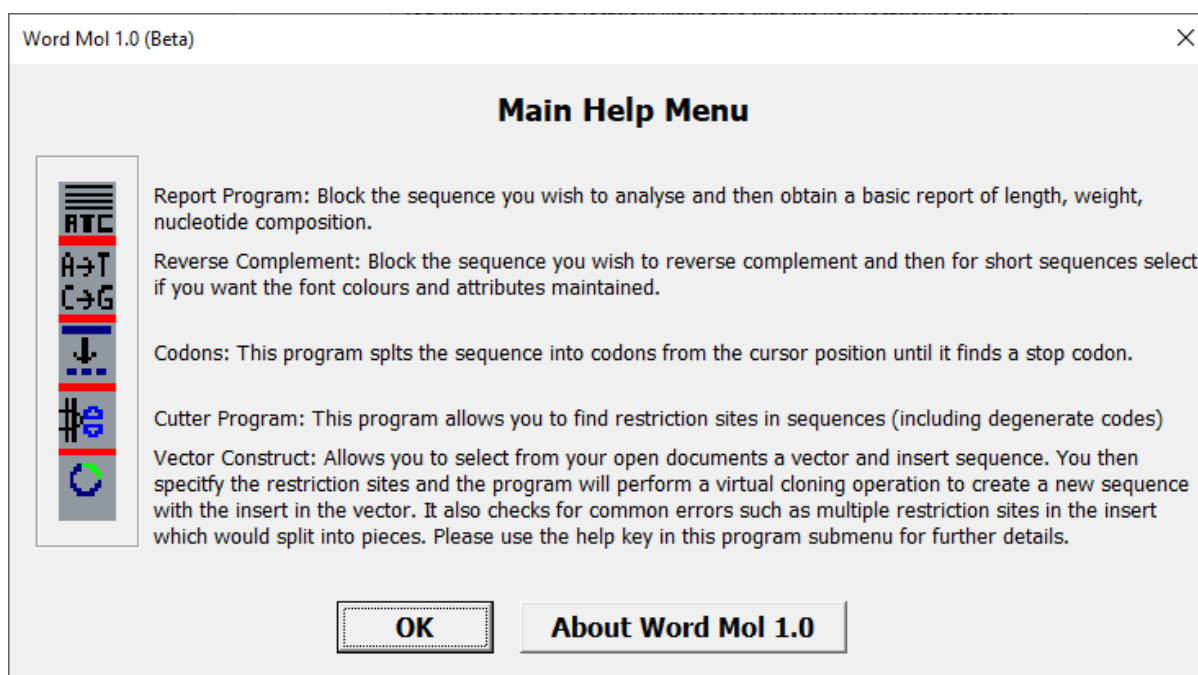 Word Mol 1.0 (Beta)
Main Help Menu
ATC
Report Program: Block the sequence you wish to analyse and then obtain a basic report of length, weight,
nucleotide composition.
A→T
C→G
Reverse Complement: Block the sequence you wish to reverse complement and then for short sequences select
if you want the font colours and attributes maintained.
Codons: This program splts the sequence into codons from the cursor position until it finds a stop codon.
Cutter Program: This program allows you to find restriction sites in sequences (including degenerate codes)
Vector Construct: Allows you to select from your open documents a vector and insert sequence. You then
specitfy the restriction sites and the program will perform a virtual cloning operation to create a new sequence
with the insert in the vector. It also checks for common errors such as multiple restriction sites in the insert
which would split into pieces. Please use the help key in this program submenu for further details.
OK
About Word Mol 1.0